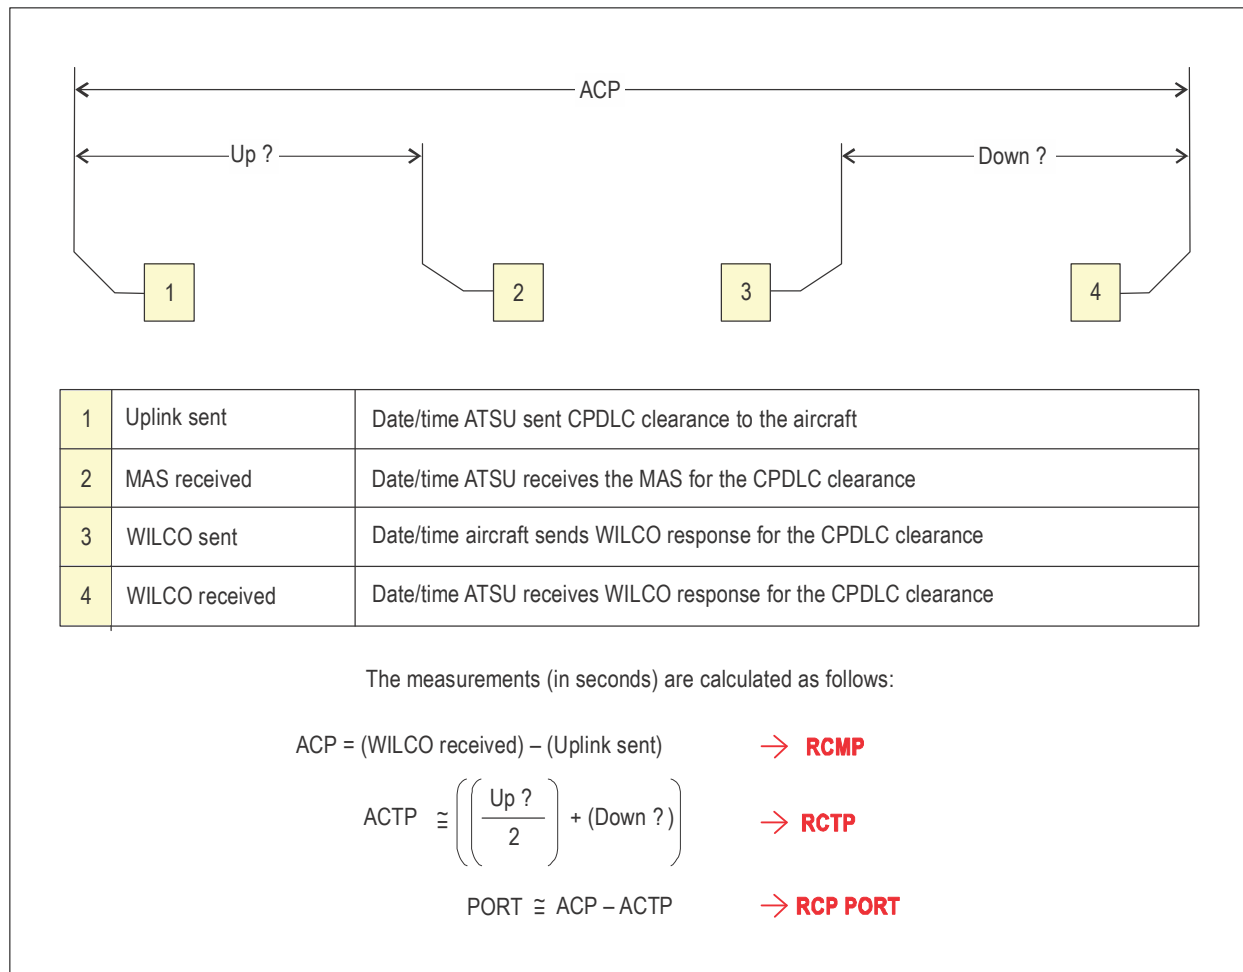 ACP
Up ?
Down ?
1
2
3
4
1 Uplink sent Date/time ATSU sent CPDLC clearance to the aircraft
2 MAS received Date/time ATSU receives the MAS for the CPDLC clearance
3 WILCO sent Date/time aircraft sends WILCO response for the CPDLC clearance
4 WILCO received Date/time ATSU receives WILCO response for the CPDLC clearance
The measurements (in seconds) are calculated as follows:
ACP = (WILCO received) – (Uplink sent) → RCMP
ACTP ≅ ((Up ? / 2) + (Down ?)) → RCTP
PORT ≅ ACP – ACTP → RCP PORT